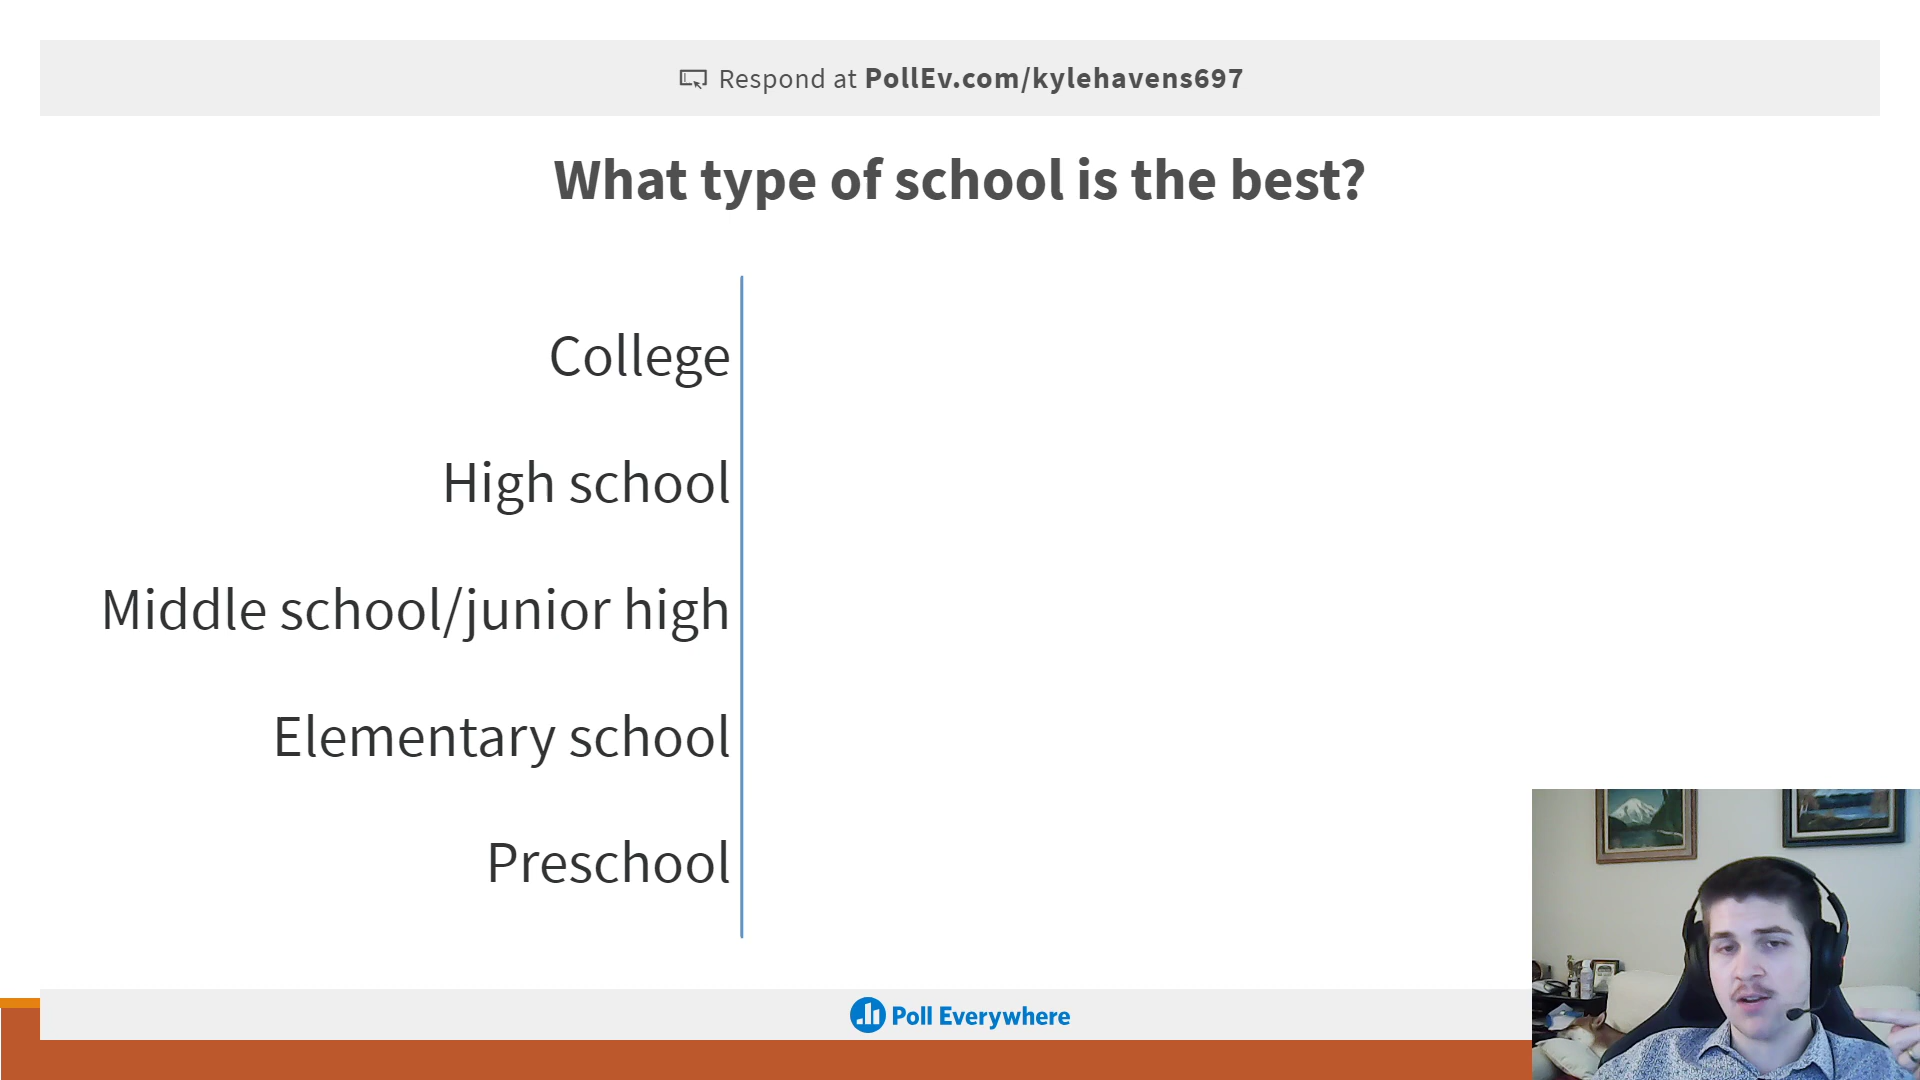 Respond at PollEv.com/kylehavens697
What type of school is the best?
College
High school
Middle school/junior high
Elementary school
Preschool
Poll Everywhere